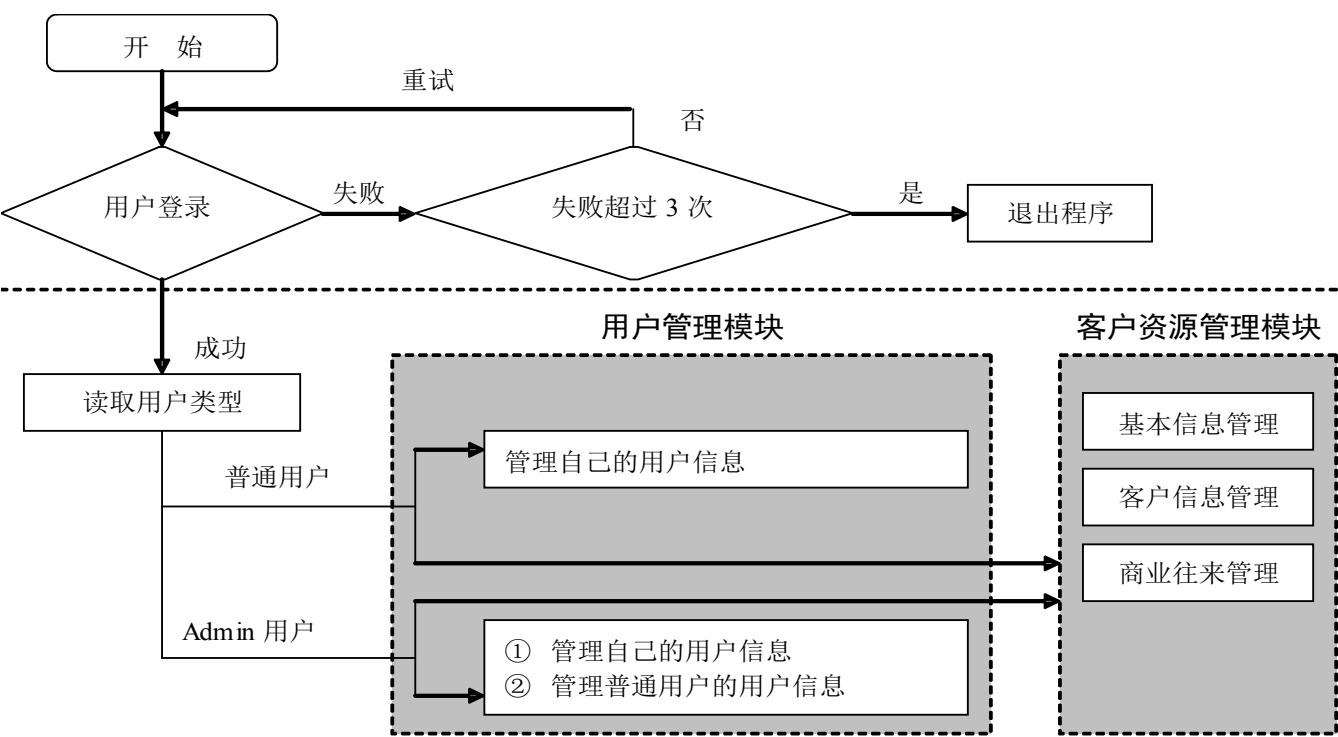 开 始
重试
否
用户登录
失败
失败超过 3 次
是
退出程序
用户管理模块
客户资源管理模块
成功
读取用户类型
基本信息管理
管理自己的用户信息
普通用户
客户信息管理
商业往来管理
Admin 用户
① 管理自己的用户信息
② 管理普通用户的用户信息